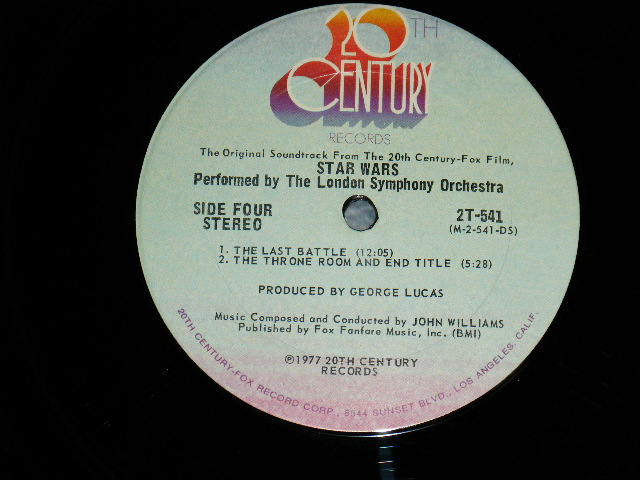 20TH
CENTURY
RECORDS
The Original Soundtrack From The 20th Century-Fox Film,
STAR WARS
Performed by The London Symphony Orchestra
SIDE FOUR
STEREO
2T-541
(M-2-541-DS)
1. THE LAST BATTLE (12:05)
2. THE THRONE ROOM AND END TITLE (5:28)
PRODUCED BY GEORGE LUCAS
Music Composed and Conducted by JOHN WILLIAMS
Published by Fox Fanfare Music, Inc. (BMI)
℗1977 20TH CENTURY
RECORDS
20TH CENTURY-FOX RECORD CORP., 8544 SUNSET BLVD., LOS ANGELES, CALIF.